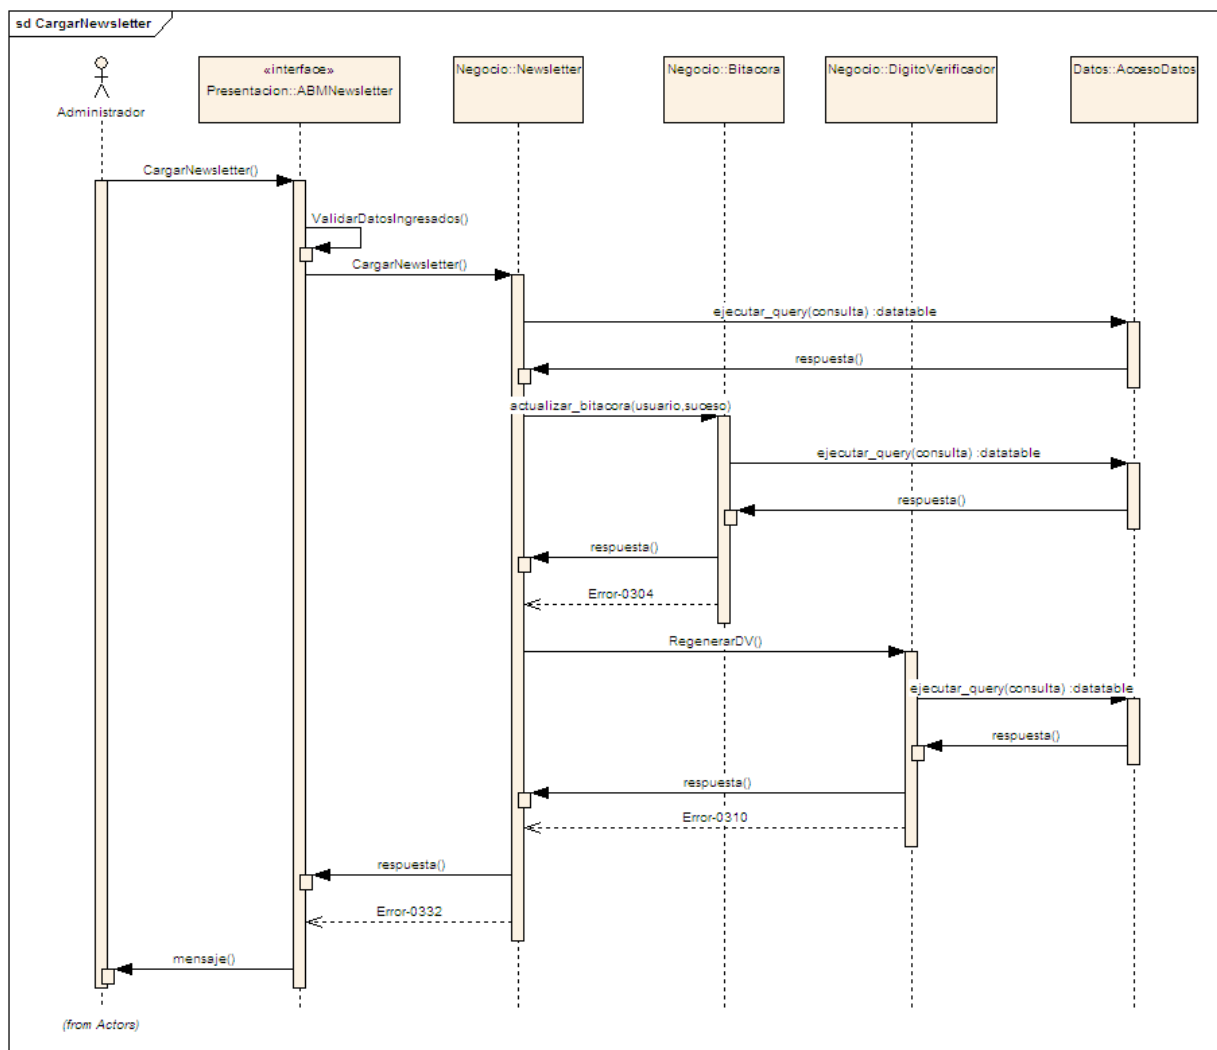 sd CargarNewsletter
Administrador
«interface»
Presentacion::ABMNewsletter
Negocio::Newsletter
Negocio::Bitacora
Negocio::DigitoVerificador
Datos::AccesoDatos
CargarNewsletter()
ValidarDatosIngresados()
CargarNewsletter()
ejecutar_query(consulta) :datatable
respuesta()
actualizar_bitacora(usuario,suceso)
ejecutar_query(consulta) :datatable
respuesta()
respuesta()
Error-0304
RegenerarDV()
ejecutar_query(consulta) :datatable
respuesta()
respuesta()
Error-0310
respuesta()
Error-0332
mensaje()
(from Actors)